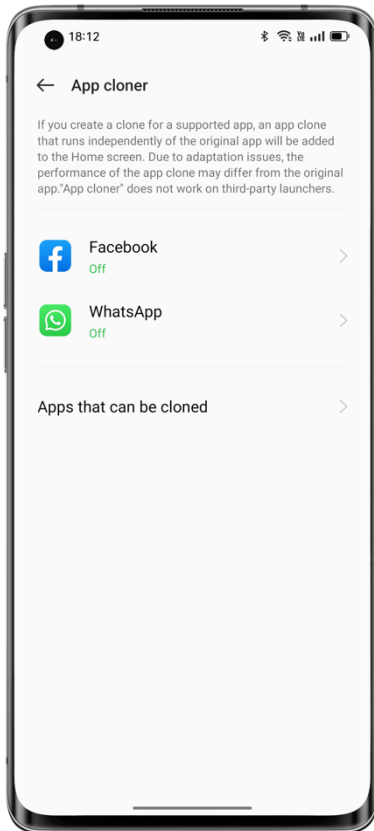 18:12
App cloner
If you create a clone for a supported app, an app clone
that runs independently of the original app will be added
to the Home screen. Due to adaptation issues, the
performance of the app clone may differ from the original
app."App cloner" does not work on third-party launchers.
Facebook
Off
WhatsApp
Off
Apps that can be cloned